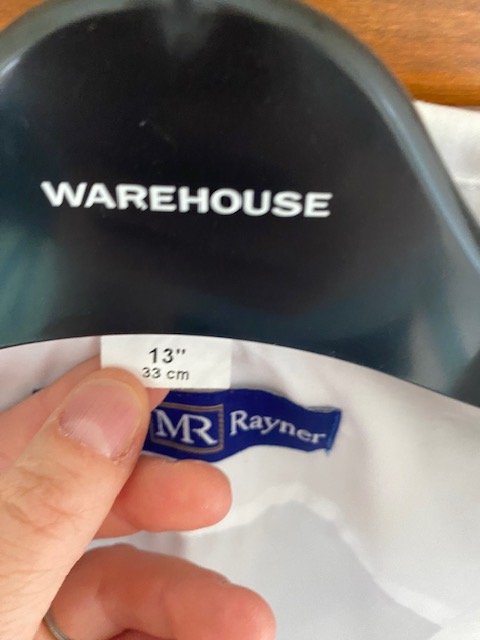 WAREHOUSE
13"
33 cm
MR Rayner